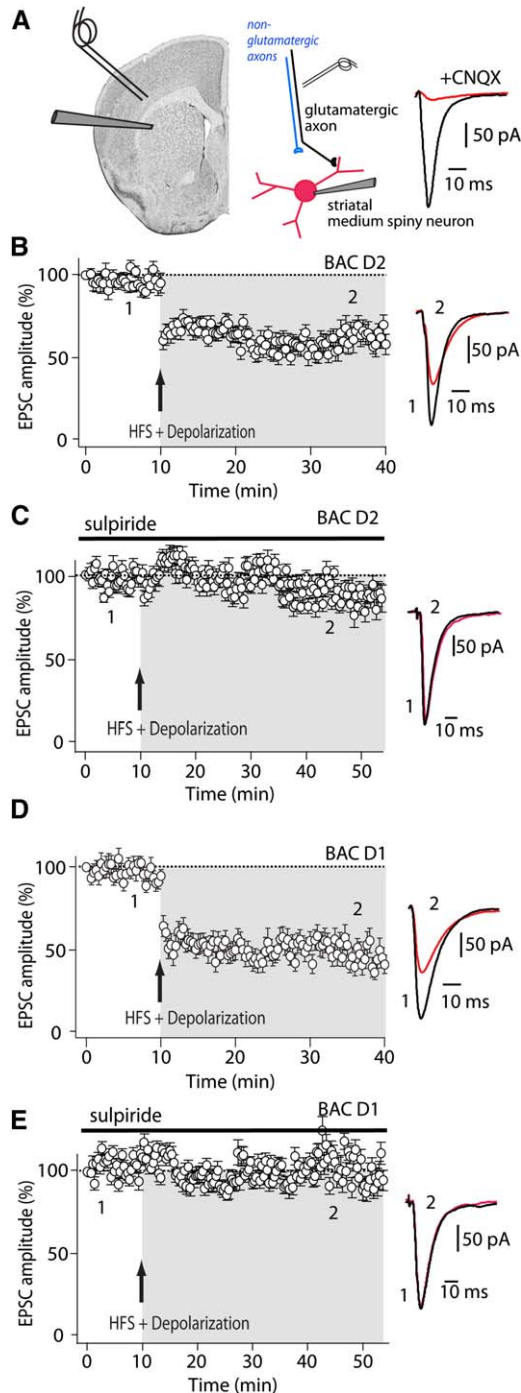 A
non-
glutamatergic
axons
glutamatergic
axon
striatal
medium spiny neuron
+CNQX
50 pA
10 ms
B
BAC D2
EPSC amplitude (%)
100
50
0
1
2
HFS + Depolarization
0 10 20 30 40
Time (min)
2
50 pA
1
10 ms
C
sulpiride
BAC D2
EPSC amplitude (%)
100
50
0
1
2
HFS + Depolarization
0 10 20 30 40 50
Time (min)
2
50 pA
1
10 ms
D
BAC D1
EPSC amplitude (%)
100
50
0
1
2
HFS + Depolarization
0 10 20 30 40
Time (min)
2
50 pA
1
10 ms
E
sulpiride
BAC D1
EPSC amplitude (%)
100
50
0
1
2
HFS + Depolarization
0 10 20 30 40 50
Time (min)
2
50 pA
1
10 ms